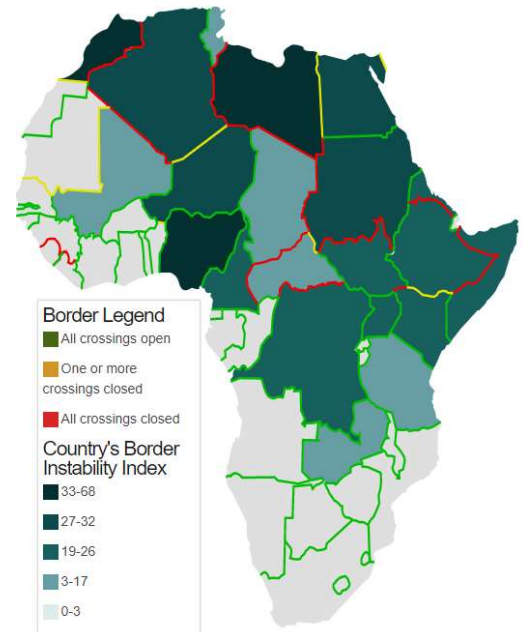 Border Legend
All crossings open
One or more
crossings closed
All crossings closed
Country's Border
Instability Index
33-68
27-32
19-26
3-17
0-3